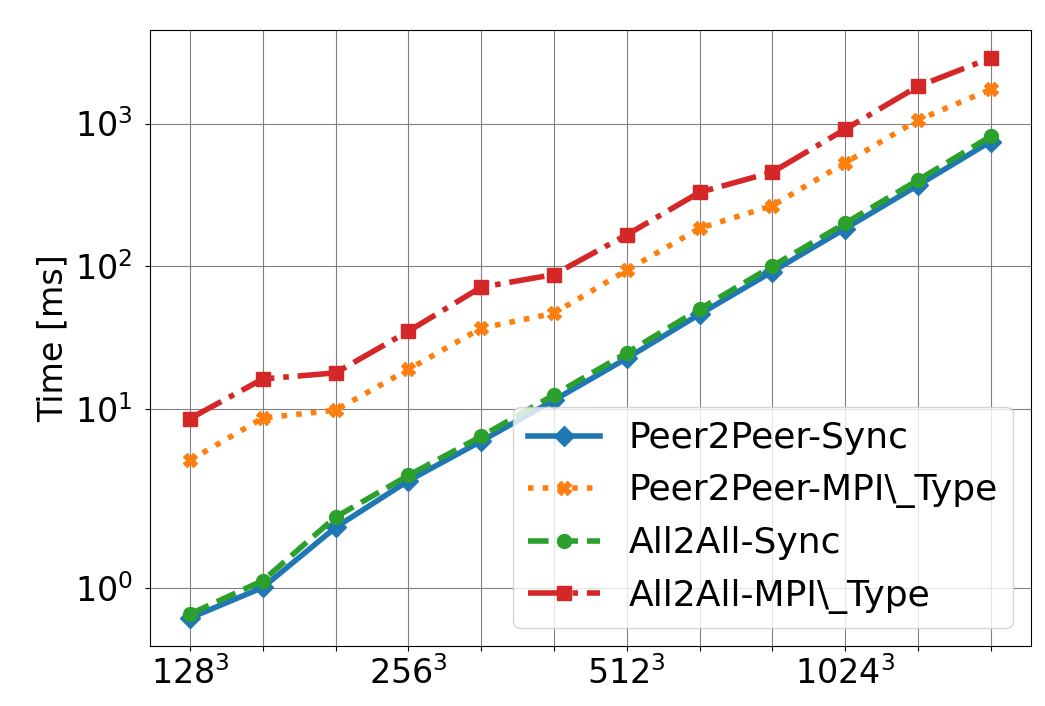 10³
10²
10¹
10⁰
Time [ms]
Peer2Peer-Sync
Peer2Peer-MPI\_Type
All2All-Sync
All2All-MPI\_Type
128³ 256³ 512³ 1024³